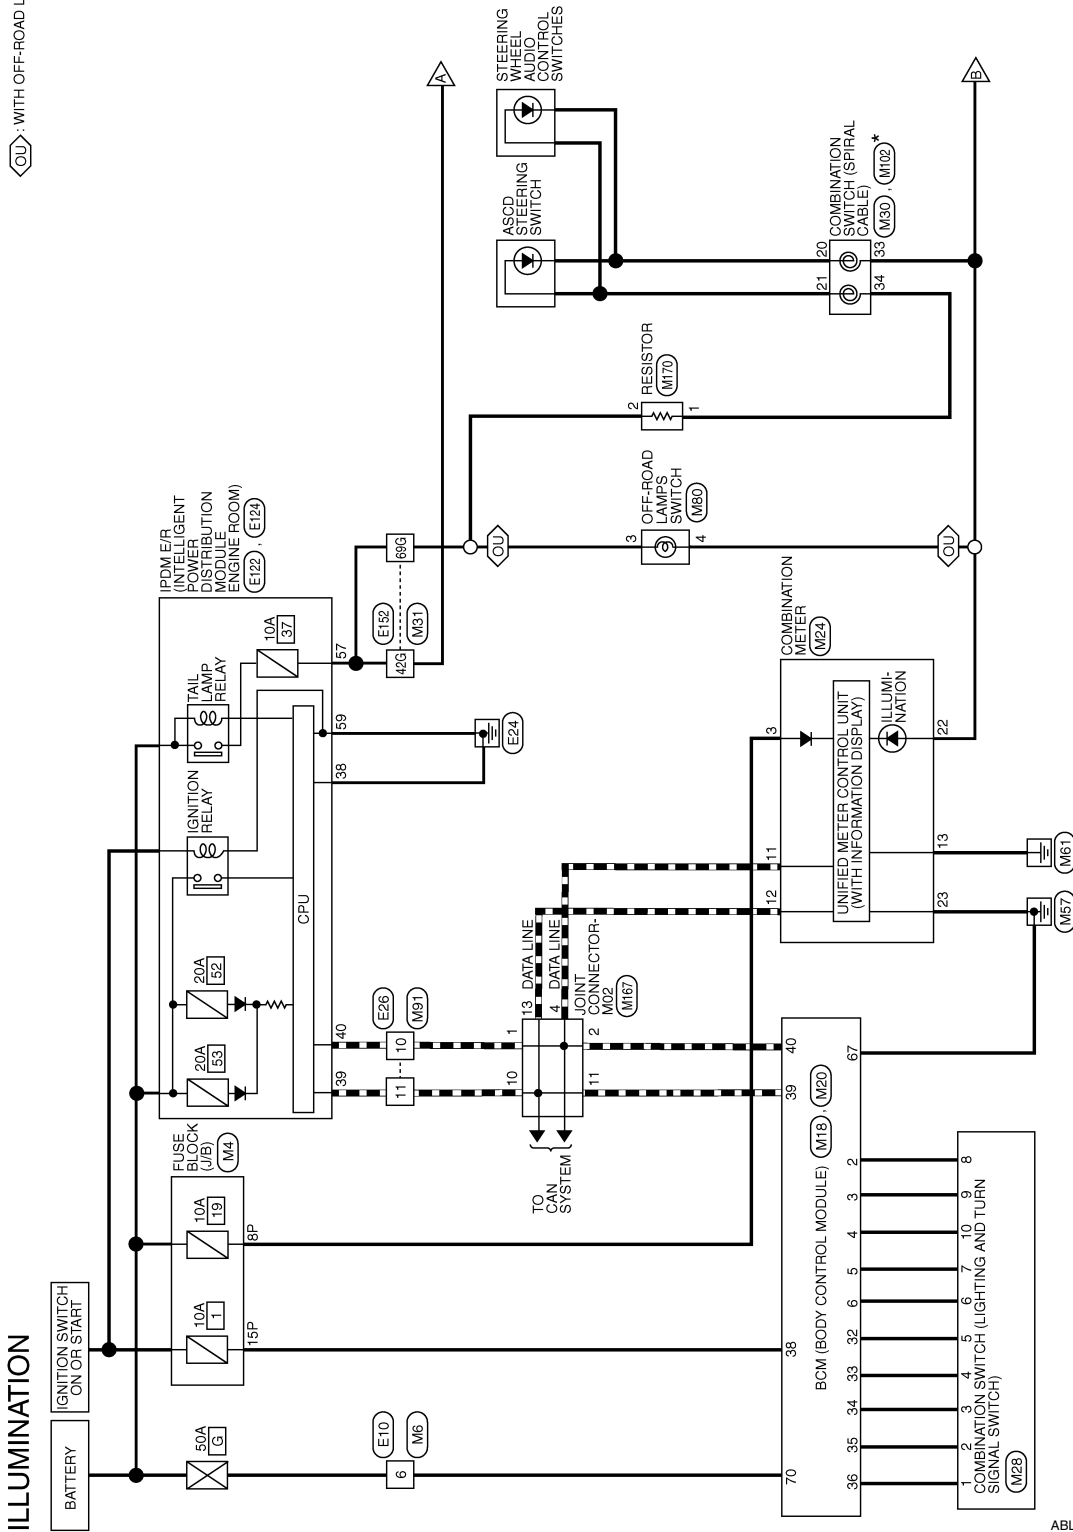 ILLUMINATION
OU : WITH OFF-ROAD L
BATTERY
IGNITION SWITCH
ON OR START
50A
G
10A
1
10A
19
FUSE
BLOCK
(J/B)
M4
15P
8P
20A
53
20A
52
IGNITION
RELAY
TAIL
LAMP
RELAY
10A
37
CPU
IPDM E/R
(INTELLIGENT
POWER
DISTRIBUTION
MODULE
ENGINE ROOM)
E122 , E124
39
40
38
59
57
E10
M6
6
E26
M91
11
10
E24
E152
M31
42G
69G
A
OU
STEERING
WHEEL
AUDIO
CONTROL
SWITCHES
ASCD
STEERING
SWITCH
TO
CAN
SYSTEM
10
1
13
4
DATA LINE
DATA LINE
JOINT
CONNECTOR-
M02
M167
11
2
OFF-ROAD
LAMPS
SWITCH
M80
3
4
RESISTOR
M170
2
1
70
38
39
40
BCM (BODY CONTROL MODULE)
M18 , M20
67
36
35
34
33
32
6
5
4
3
2
12
11
3
COMBINATION
METER
M24
UNIFIED METER CONTROL UNIT
(WITH INFORMATION DISPLAY)
ILLUMI-
NATION
23
13
22
M57
M61
OU
21
20
COMBINATION
SWITCH (SPIRAL
CABLE)
M30 , M102 *
34
33
B
1
2
3
4
5
6
7
10
9
8
COMBINATION SWITCH (LIGHTING AND TURN
SIGNAL SWITCH)
M28
ABL